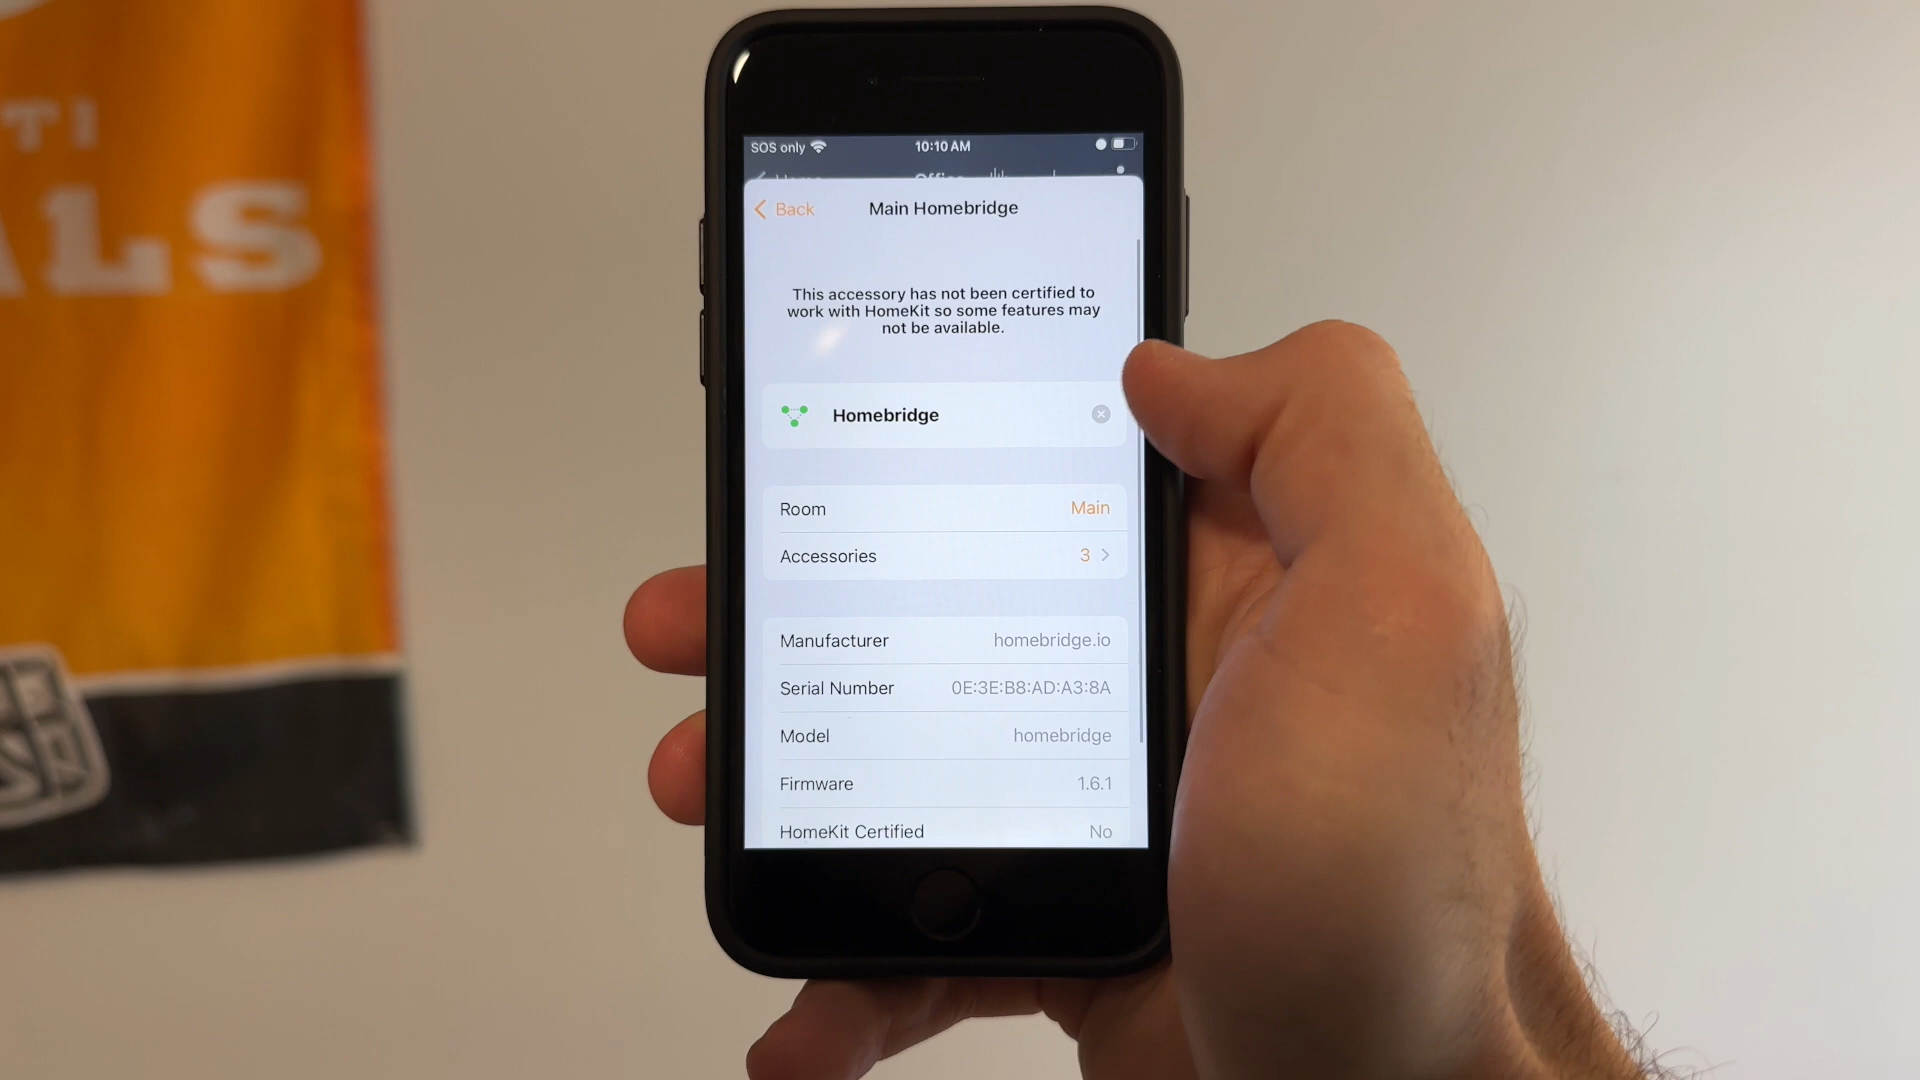 TI
ALS
SOS only
10:10 AM
Back
Main Homebridge
This accessory has not been certified to
work with HomeKit so some features may
not be available.
Homebridge
Room
Main
Accessories
3
Manufacturer
homebridge.io
Serial Number
0E:3E:B8:AD:A3:8A
Model
homebridge
Firmware
1.6.1
HomeKit Certified
No